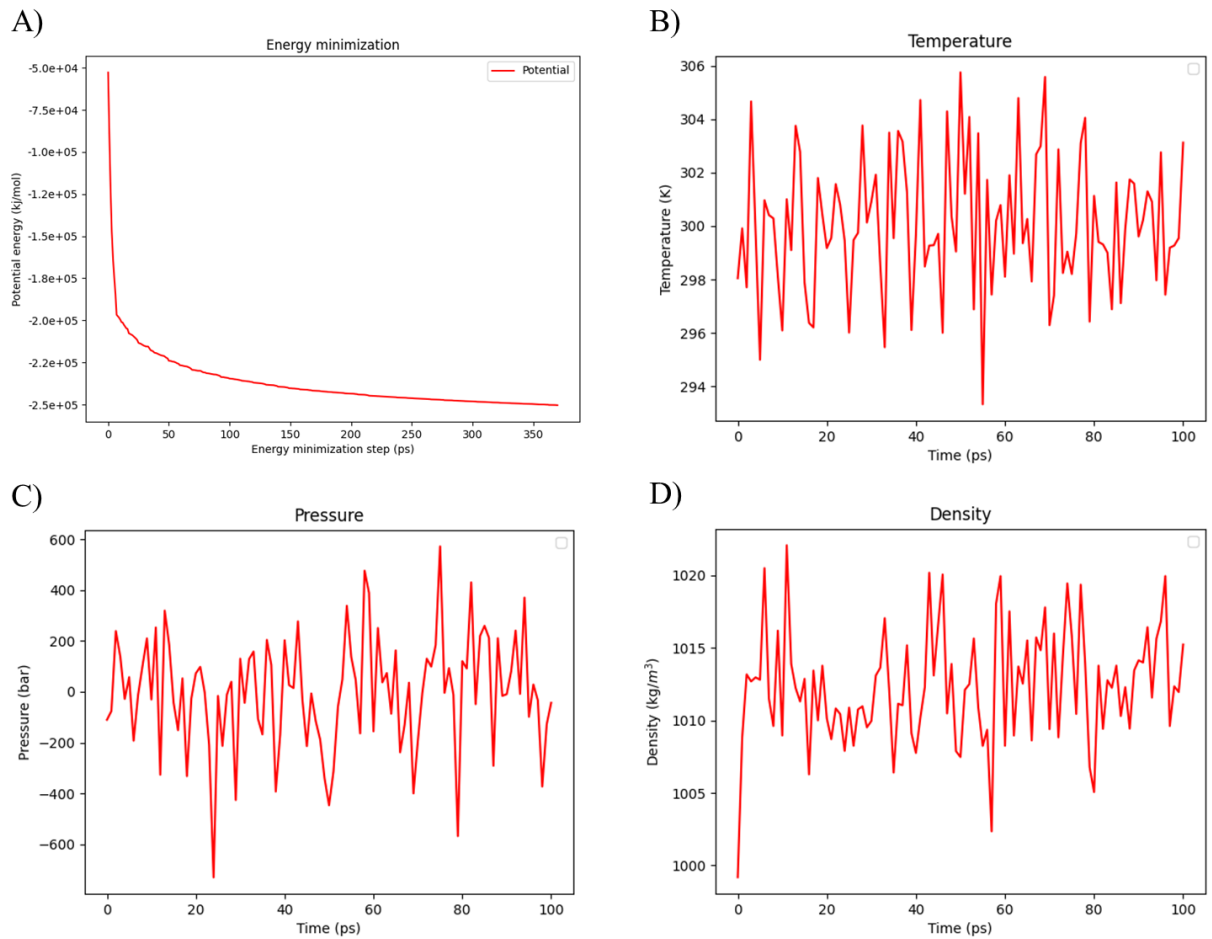 A)
Energy minimization
Potential
-5.0e+04
-7.5e+04
-1.0e+05
-1.2e+05
-1.5e+05
-1.8e+05
-2.0e+05
-2.2e+05
-2.5e+05
Potential energy (kj/mol)
0 50 100 150 200 250 300 350
Energy minimization step (ps)
B)
Temperature
306
304
302
300
298
296
294
Temperature (K)
0 20 40 60 80 100
Time (ps)
C)
Pressure
600
400
200
0
−200
−400
−600
Pressure (bar)
0 20 40 60 80 100
Time (ps)
D)
Density
1020
1015
1010
1005
1000
Density (kg/m³)
0 20 40 60 80 100
Time (ps)